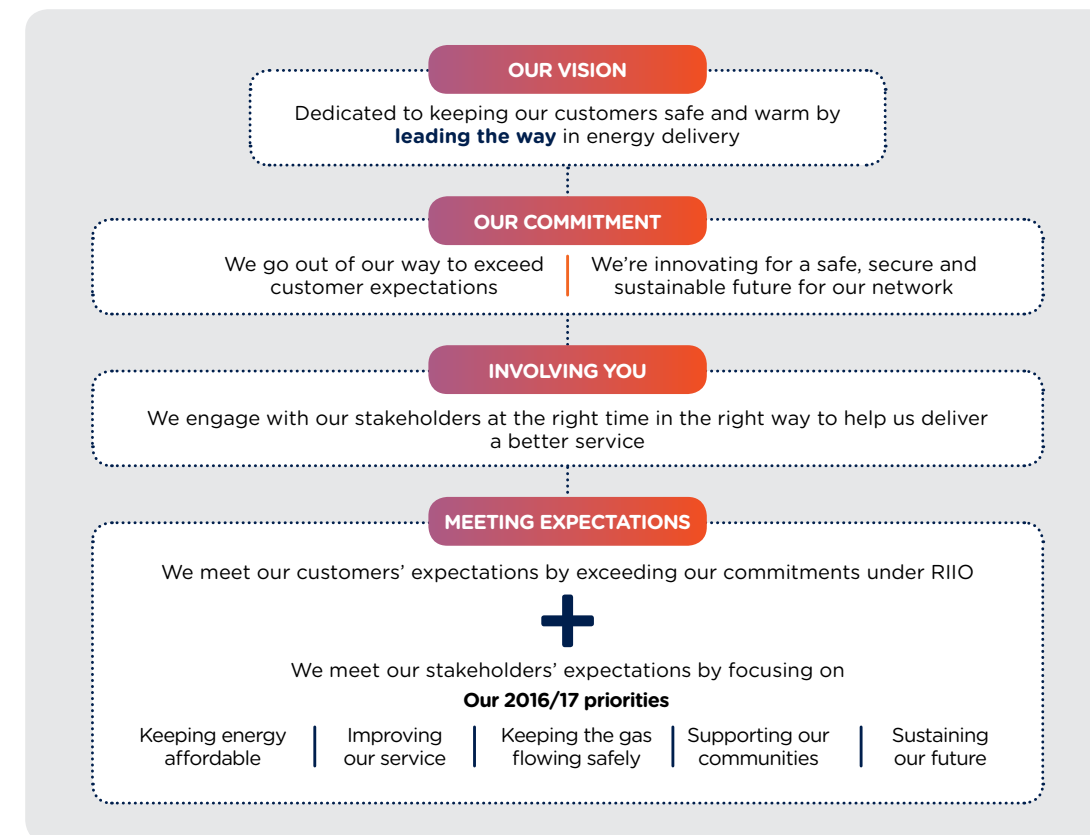 OUR VISION
Dedicated to keeping our customers safe and warm by
leading the way in energy delivery
OUR COMMITMENT
We go out of our way to exceed
customer expectations
We’re innovating for a safe, secure and
sustainable future for our network
INVOLVING YOU
We engage with our stakeholders at the right time in the right way to help us deliver
a better service
MEETING EXPECTATIONS
We meet our customers’ expectations by exceeding our commitments under RIIO
We meet our stakeholders’ expectations by focusing on
Our 2016/17 priorities
Keeping energy
affordable
Improving
our service
Keeping the gas
flowing safely
Supporting our
communities
Sustaining
our future